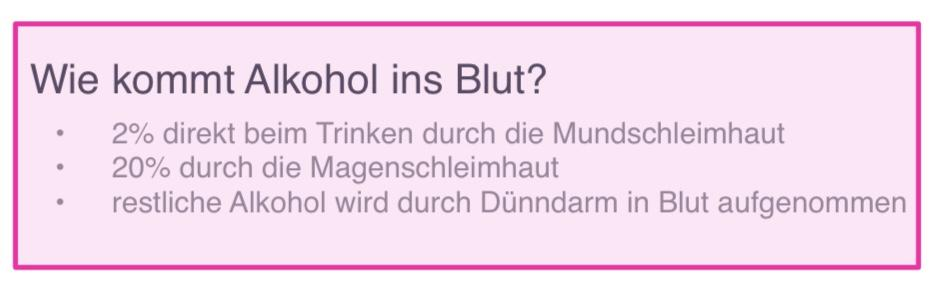 Wie kommt Alkohol ins Blut?
• 2% direkt beim Trinken durch die Mundschleimhaut
• 20% durch die Magenschleimhaut
• restliche Alkohol wird durch Dünndarm in Blut aufgenommen